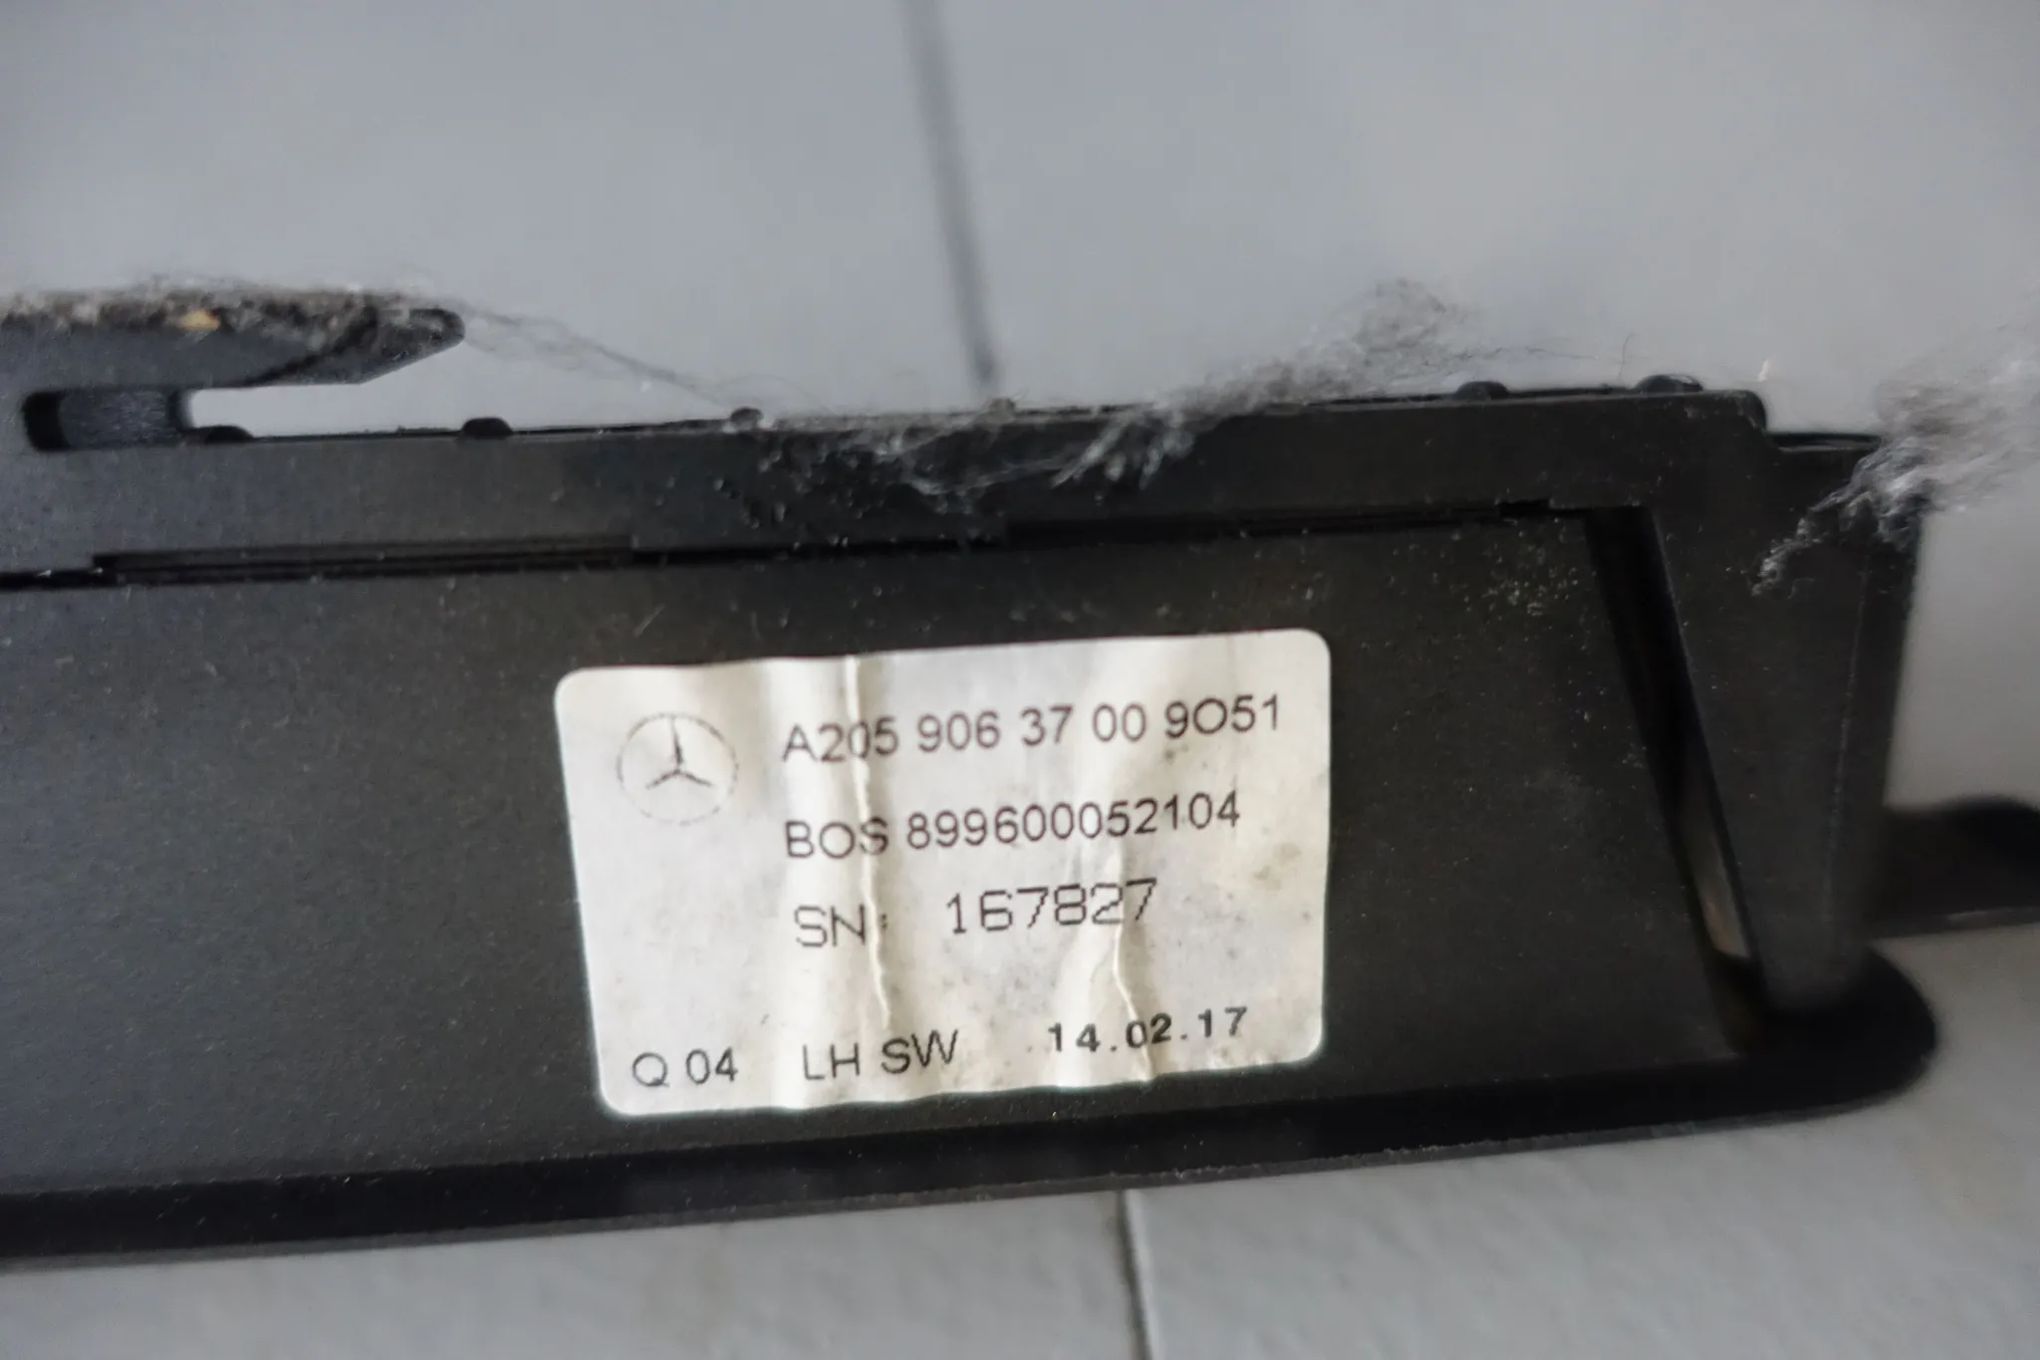 A205 906 37 00 9O51
BOS 899600052104
SN: 167827
Q 04 LH SW 14.02.17